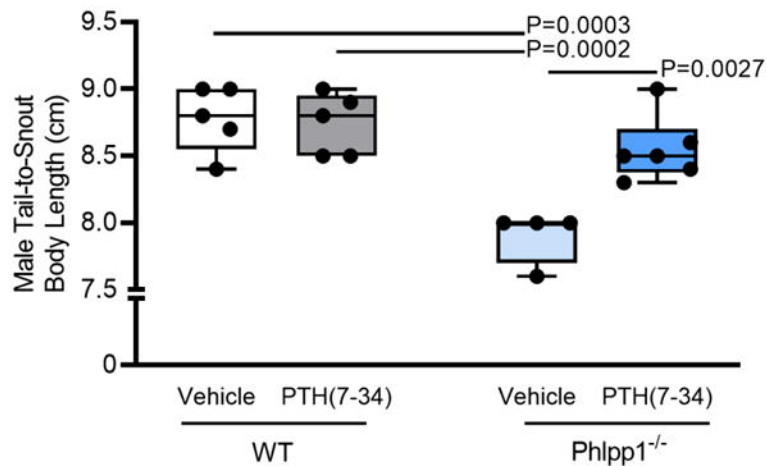 P=0.0003
P=0.0002
P=0.0027
Male Tail-to-Snout
Body Length (cm)
9.5
9.0
8.5
8.0
7.5
0
Vehicle PTH(7-34) Vehicle PTH(7-34)
WT Phlpp1-/-